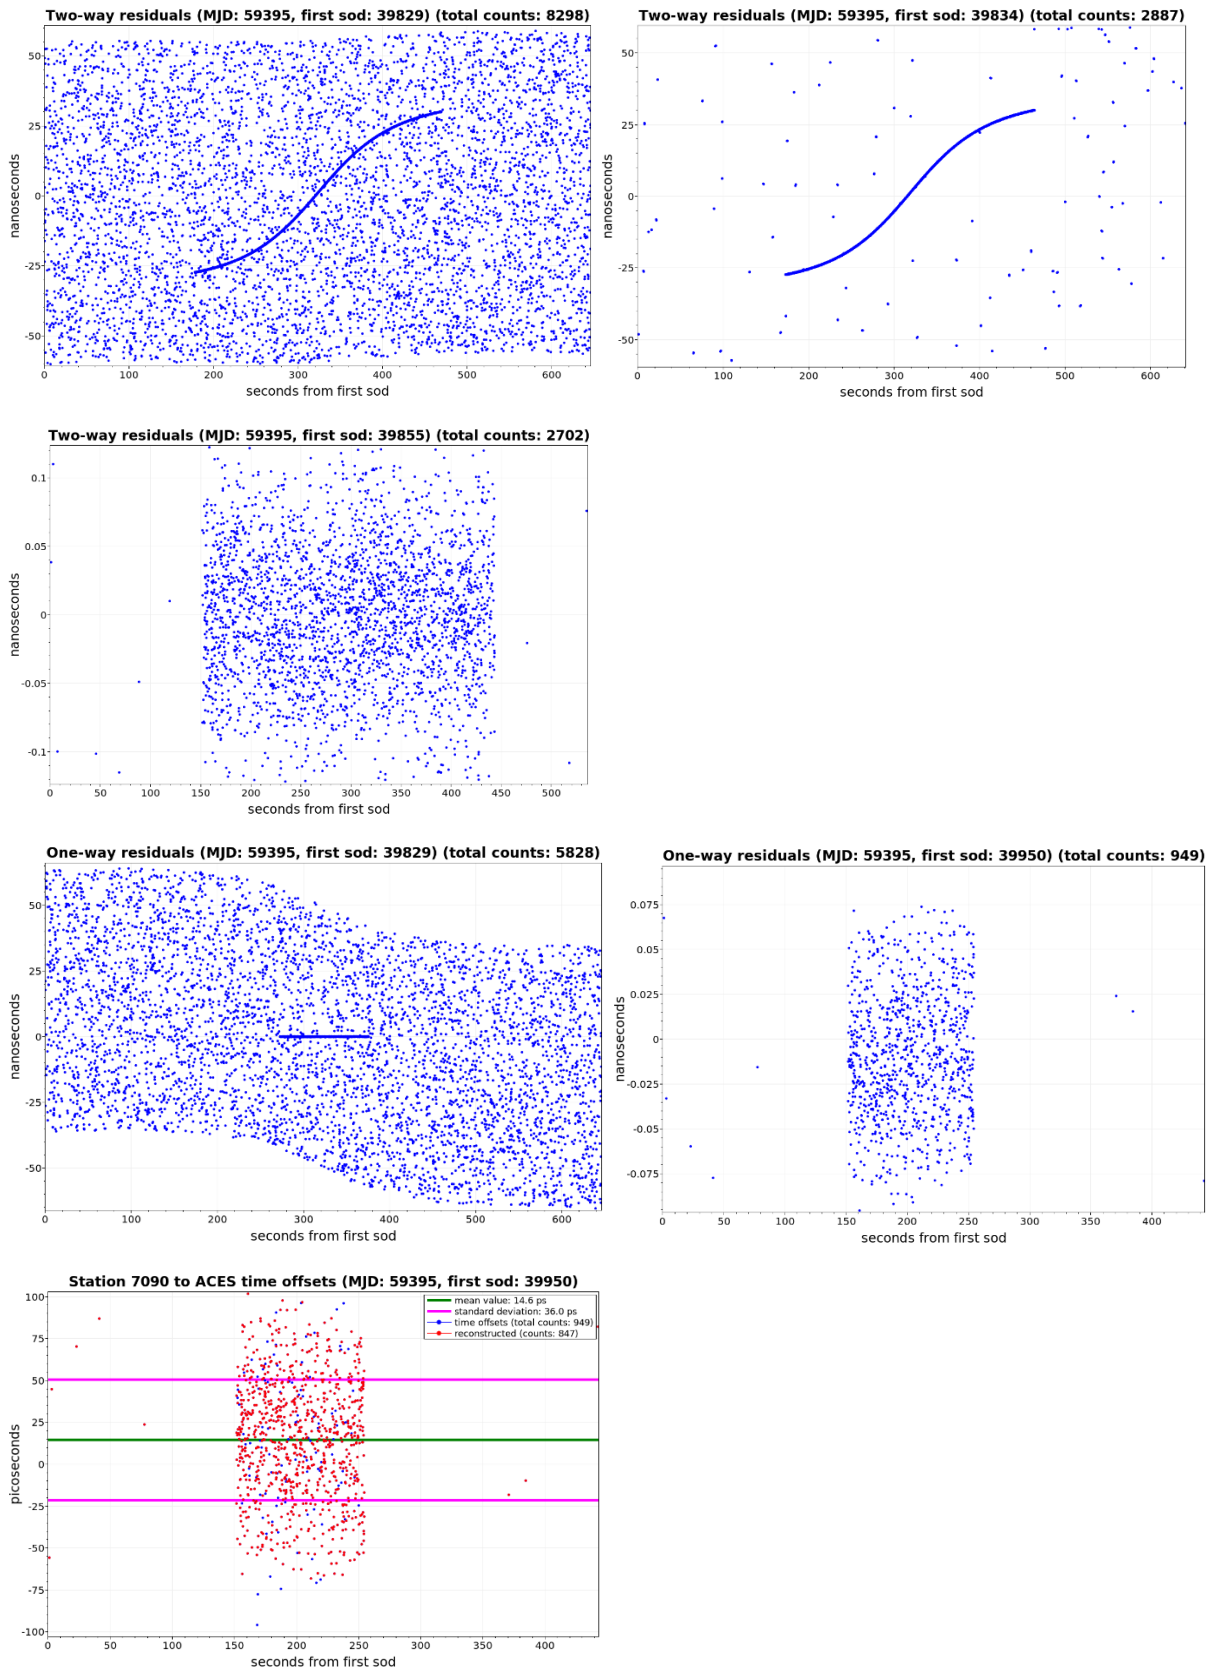 Two-way residuals (MJD: 59395, first sod: 39829) (total counts: 8298)
nanoseconds
50
25
0
-25
-50
0 100 200 300 400 500 600
seconds from first sod
Two-way residuals (MJD: 59395, first sod: 39834) (total counts: 2887)
nanoseconds
50
25
0
-25
-50
0 100 200 300 400 500 600
seconds from first sod
Two-way residuals (MJD: 59395, first sod: 39855) (total counts: 2702)
nanoseconds
0.1
0.05
0
-0.05
-0.1
0 50 100 150 200 250 300 350 400 450 500
seconds from first sod
One-way residuals (MJD: 59395, first sod: 39829) (total counts: 5828)
nanoseconds
50
25
0
-25
-50
0 100 200 300 400 500 600
seconds from first sod
One-way residuals (MJD: 59395, first sod: 39950) (total counts: 949)
nanoseconds
0.075
0.05
0.025
0
-0.025
-0.05
-0.075
0 50 100 150 200 250 300 350 400
seconds from first sod
Station 7090 to ACES time offsets (MJD: 59395, first sod: 39950)
mean value: 14.6 ps
standard deviation: 36.0 ps
time offsets (total counts: 949)
reconstructed (counts: 847)
picoseconds
100
75
50
25
0
-25
-50
-75
-100
0 50 100 150 200 250 300 350 400
seconds from first sod